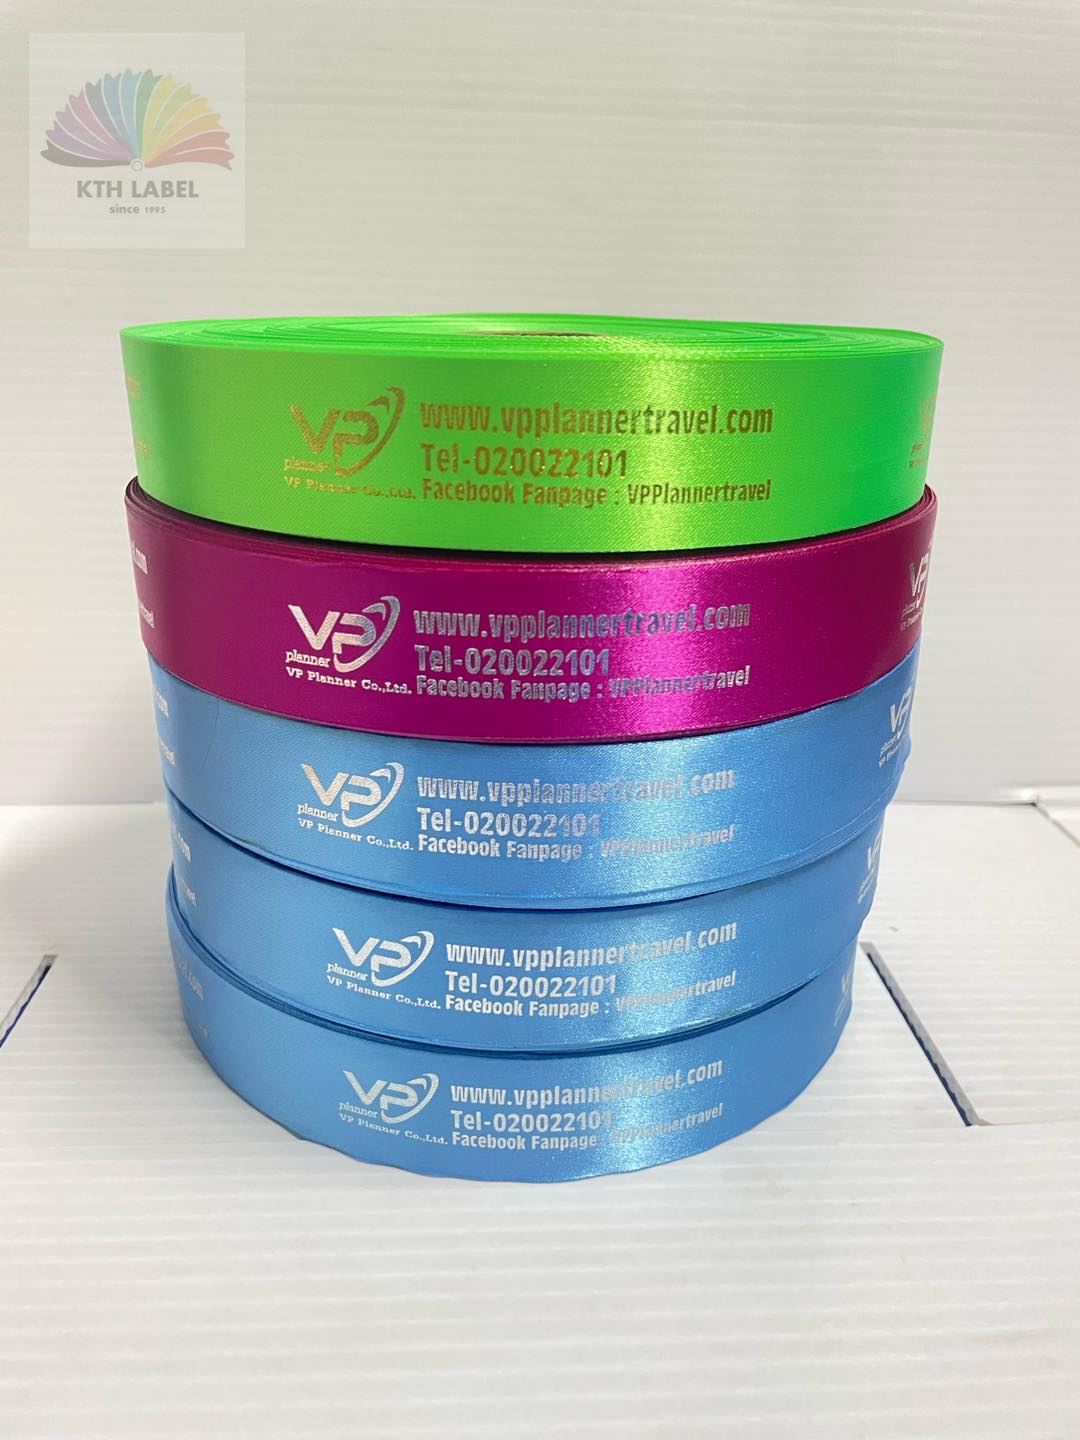 KTH LABEL
since 1995
VP
planner
VP Planner Co.,Ltd.
www.vpplannertravel.com
Tel-020022101
Facebook Fanpage : VPPlannertravel
VP
planner
VP Planner Co.,Ltd.
www.vpplannertravel.com
Tel-020022101
Facebook Fanpage : VPPlannertravel
VP
planner
VP Planner Co.,Ltd.
www.vpplannertravel.com
Tel-020022101
Facebook Fanpage : VPPlannertravel
VP
planner
VP Planner Co.,Ltd.
www.vpplannertravel.com
Tel-020022101
Facebook Fanpage : VPPlannertravel
VP
planner
VP Planner Co.,Ltd.
www.vpplannertravel.com
Tel-020022101
Facebook Fanpage : VPPlannertravel